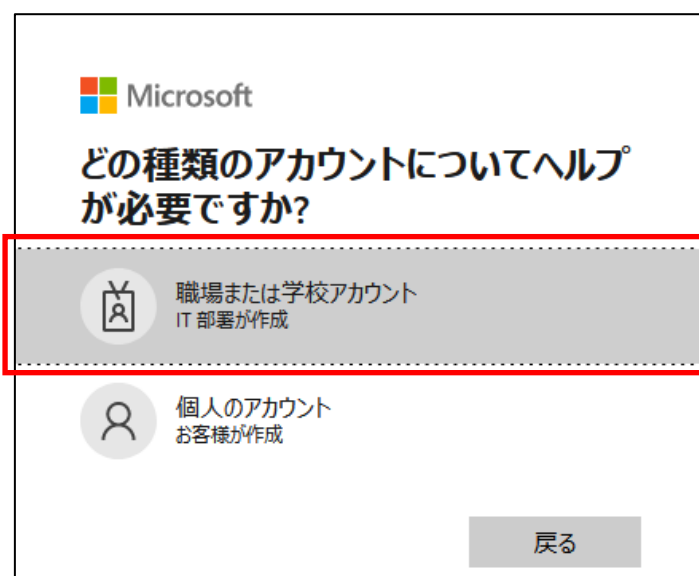 Microsoft
どの種類のアカウントについてヘルプ
が必要ですか?
職場または学校アカウント
IT 部署が作成
個人のアカウント
お客様が作成
戻る